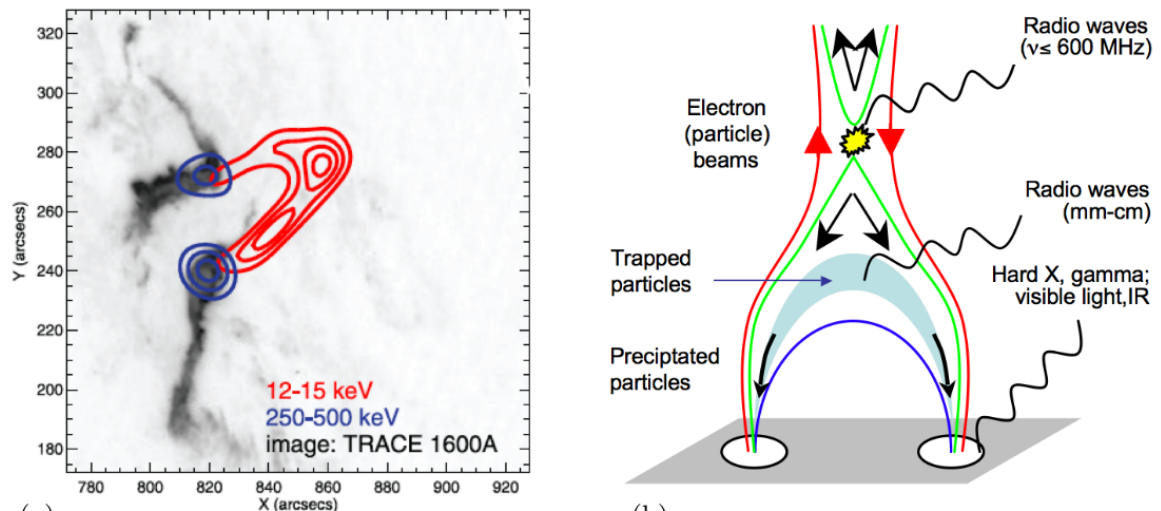 320
300
280
260
240
220
200
180
Y (arcsecs)
12-15 keV
250-500 keV
image: TRACE 1600A
780 800 820 840 860 880 900 920
X (arcsecs)
Radio waves
(ν≤ 600 MHz)
Electron
(particle)
beams
Radio waves
(mm-cm)
Trapped
particles
Hard X, gamma;
visible light,IR
Preciptated
particles